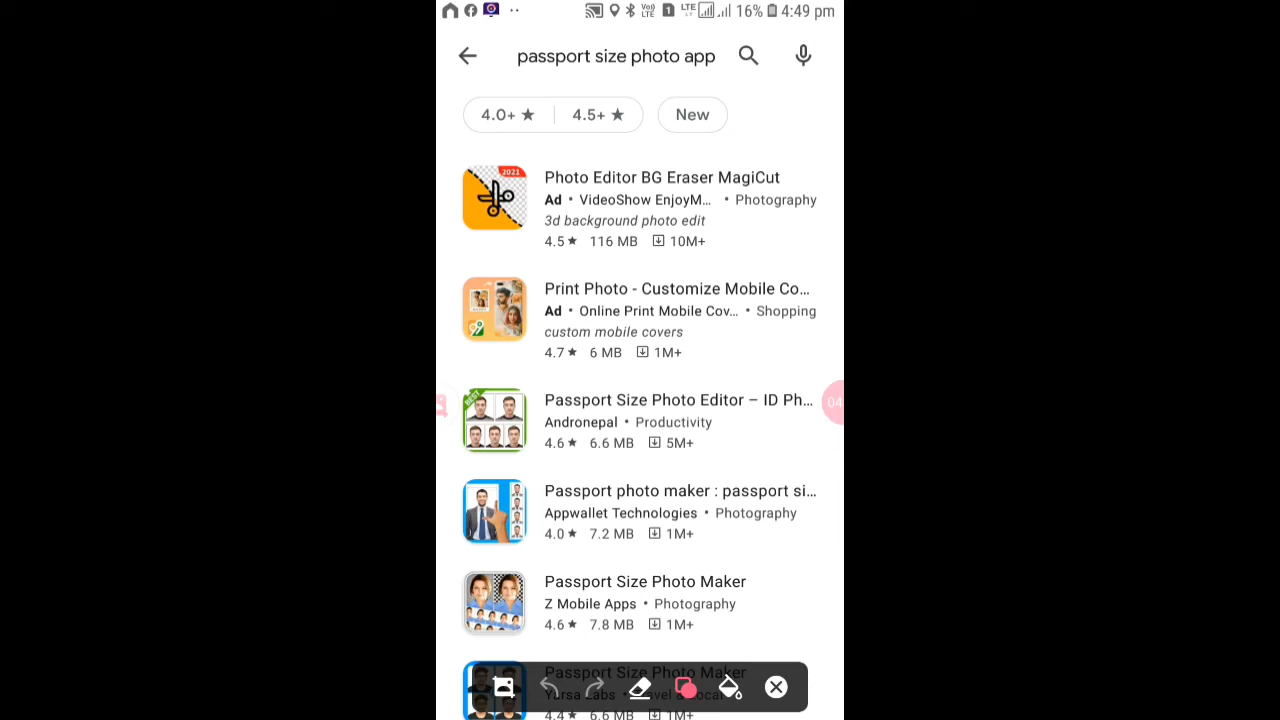 16% 4:49 pm
passport size photo app
4.0+ ★ 4.5+ ★ New
2021
Photo Editor BG Eraser MagiCut
Ad • VideoShow EnjoyM... • Photography
3d background photo edit
4.5★ 116 MB 10M+
Print Photo - Customize Mobile Co...
Ad • Online Print Mobile Cov... • Shopping
custom mobile covers
4.7★ 6 MB 1M+
BEST
Passport Size Photo Editor – ID Ph...
Andronepal • Productivity
4.6★ 6.6 MB 5M+
04
Passport photo maker : passport si...
Appwallet Technologies • Photography
4.0★ 7.2 MB 1M+
Passport Size Photo Maker
Z Mobile Apps • Photography
4.6★ 7.8 MB 1M+
Passport Size Photo Maker
Yarsa Labs
4.4★ 6.6 MB 1M+